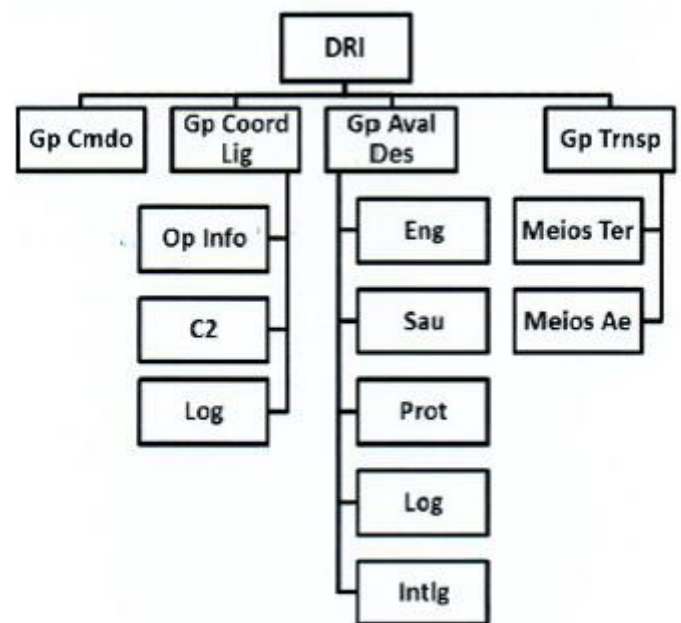 DRI
Gp Cmdo
Gp Coord
Lig
Gp Aval
Des
Gp Trnsp
Op Info
C2
Log
Eng
Sau
Prot
Log
Intlg
Meios Ter
Meios Ae